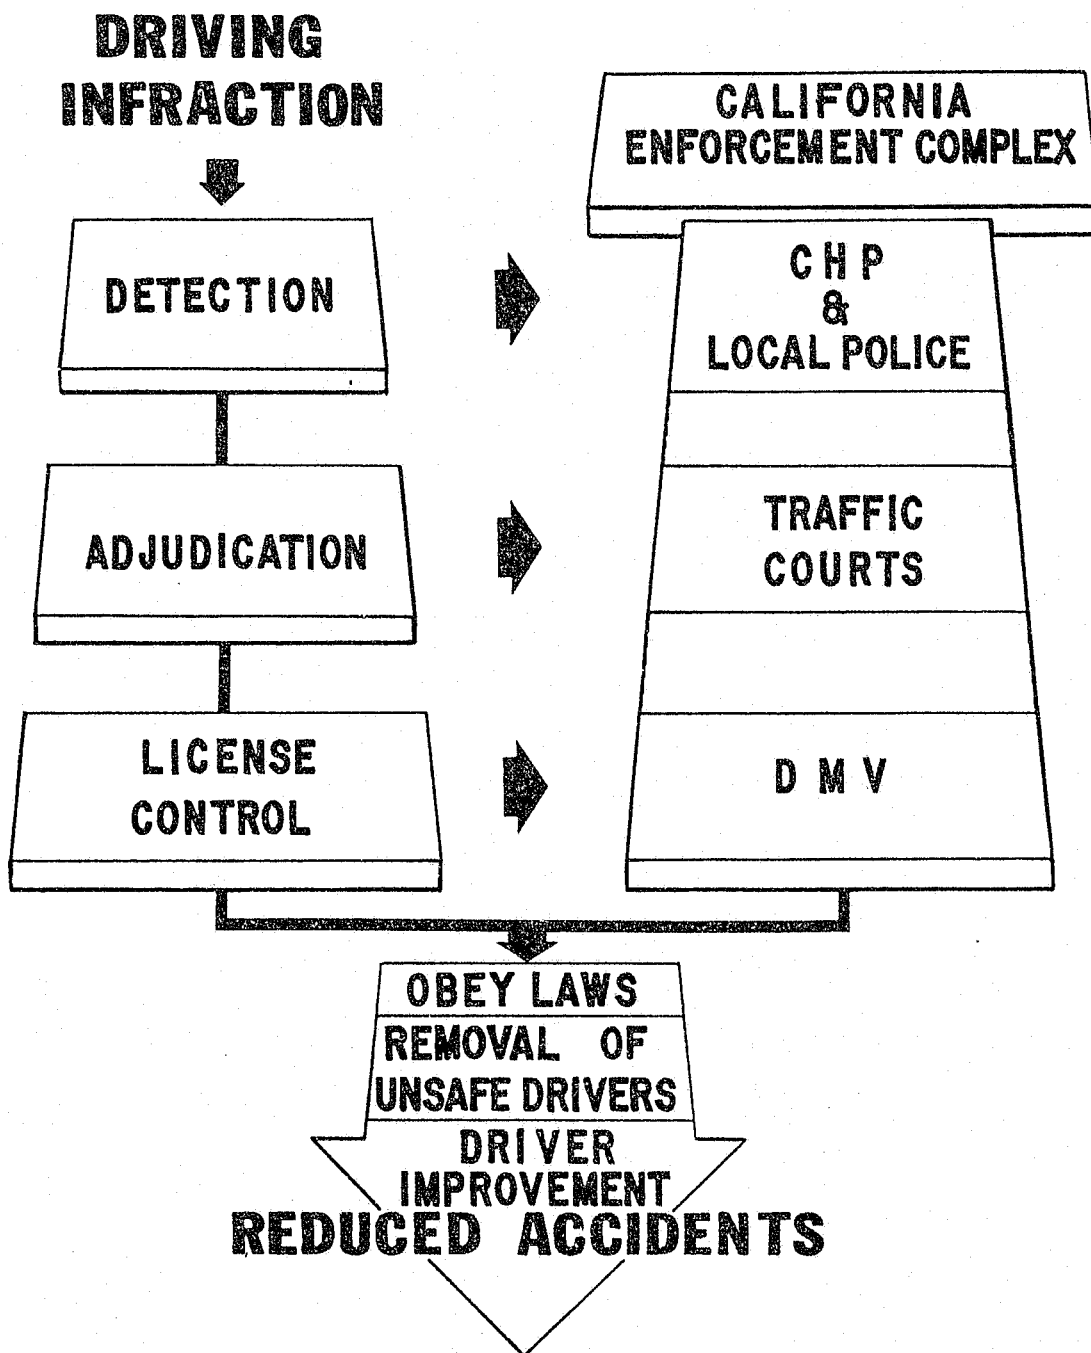 DRIVING
INFRACTION
DETECTION
ADJUDICATION
LICENSE
CONTROL
CALIFORNIA
ENFORCEMENT COMPLEX
CHP
&
LOCAL POLICE
TRAFFIC
COURTS
DMV
OBEY LAWS
REMOVAL OF
UNSAFE DRIVERS
DRIVER
IMPROVEMENT
REDUCED ACCIDENTS